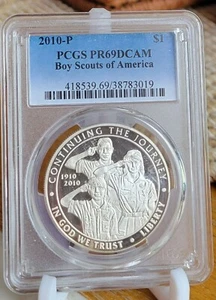 2010-P $1
PCGS PR69DCAM
Boy Scouts of America
418539.69/38783019
CONTINUING THE JOURNEY
1910
2010
IN GOD WE TRUST • LIBERTY